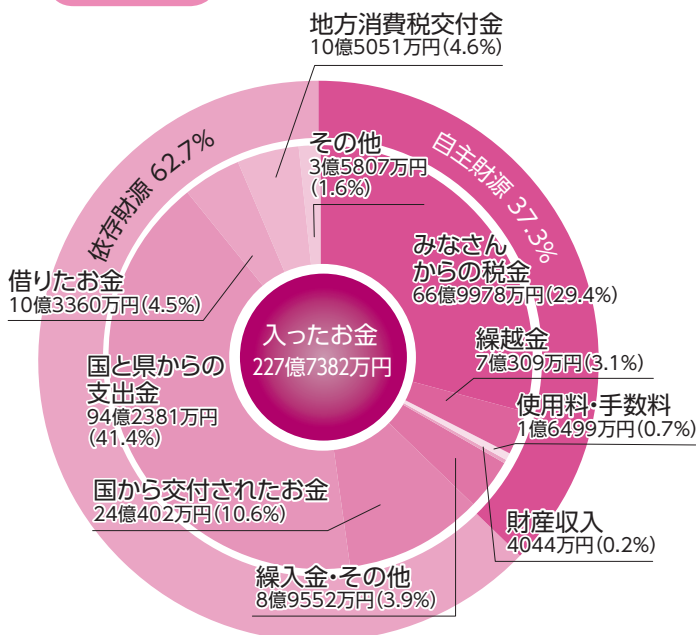 地方消費税交付金
10億5051万円(4.6%)
その他
3億5807万円
(1.6%)
自主財源 37.3%
依存財源 62.7%
みなさん
からの税金
66億9978万円(29.4%)
借りたお金
10億3360万円(4.5%)
入ったお金
227億7382万円
繰越金
7億309万円(3.1%)
国と県からの
支出金
94億2381万円
(41.4%)
使用料・手数料
1億6499万円(0.7%)
国から交付されたお金
24億402万円(10.6%)
財産収入
4044万円(0.2%)
繰入金・その他
8億9552万円(3.9%)